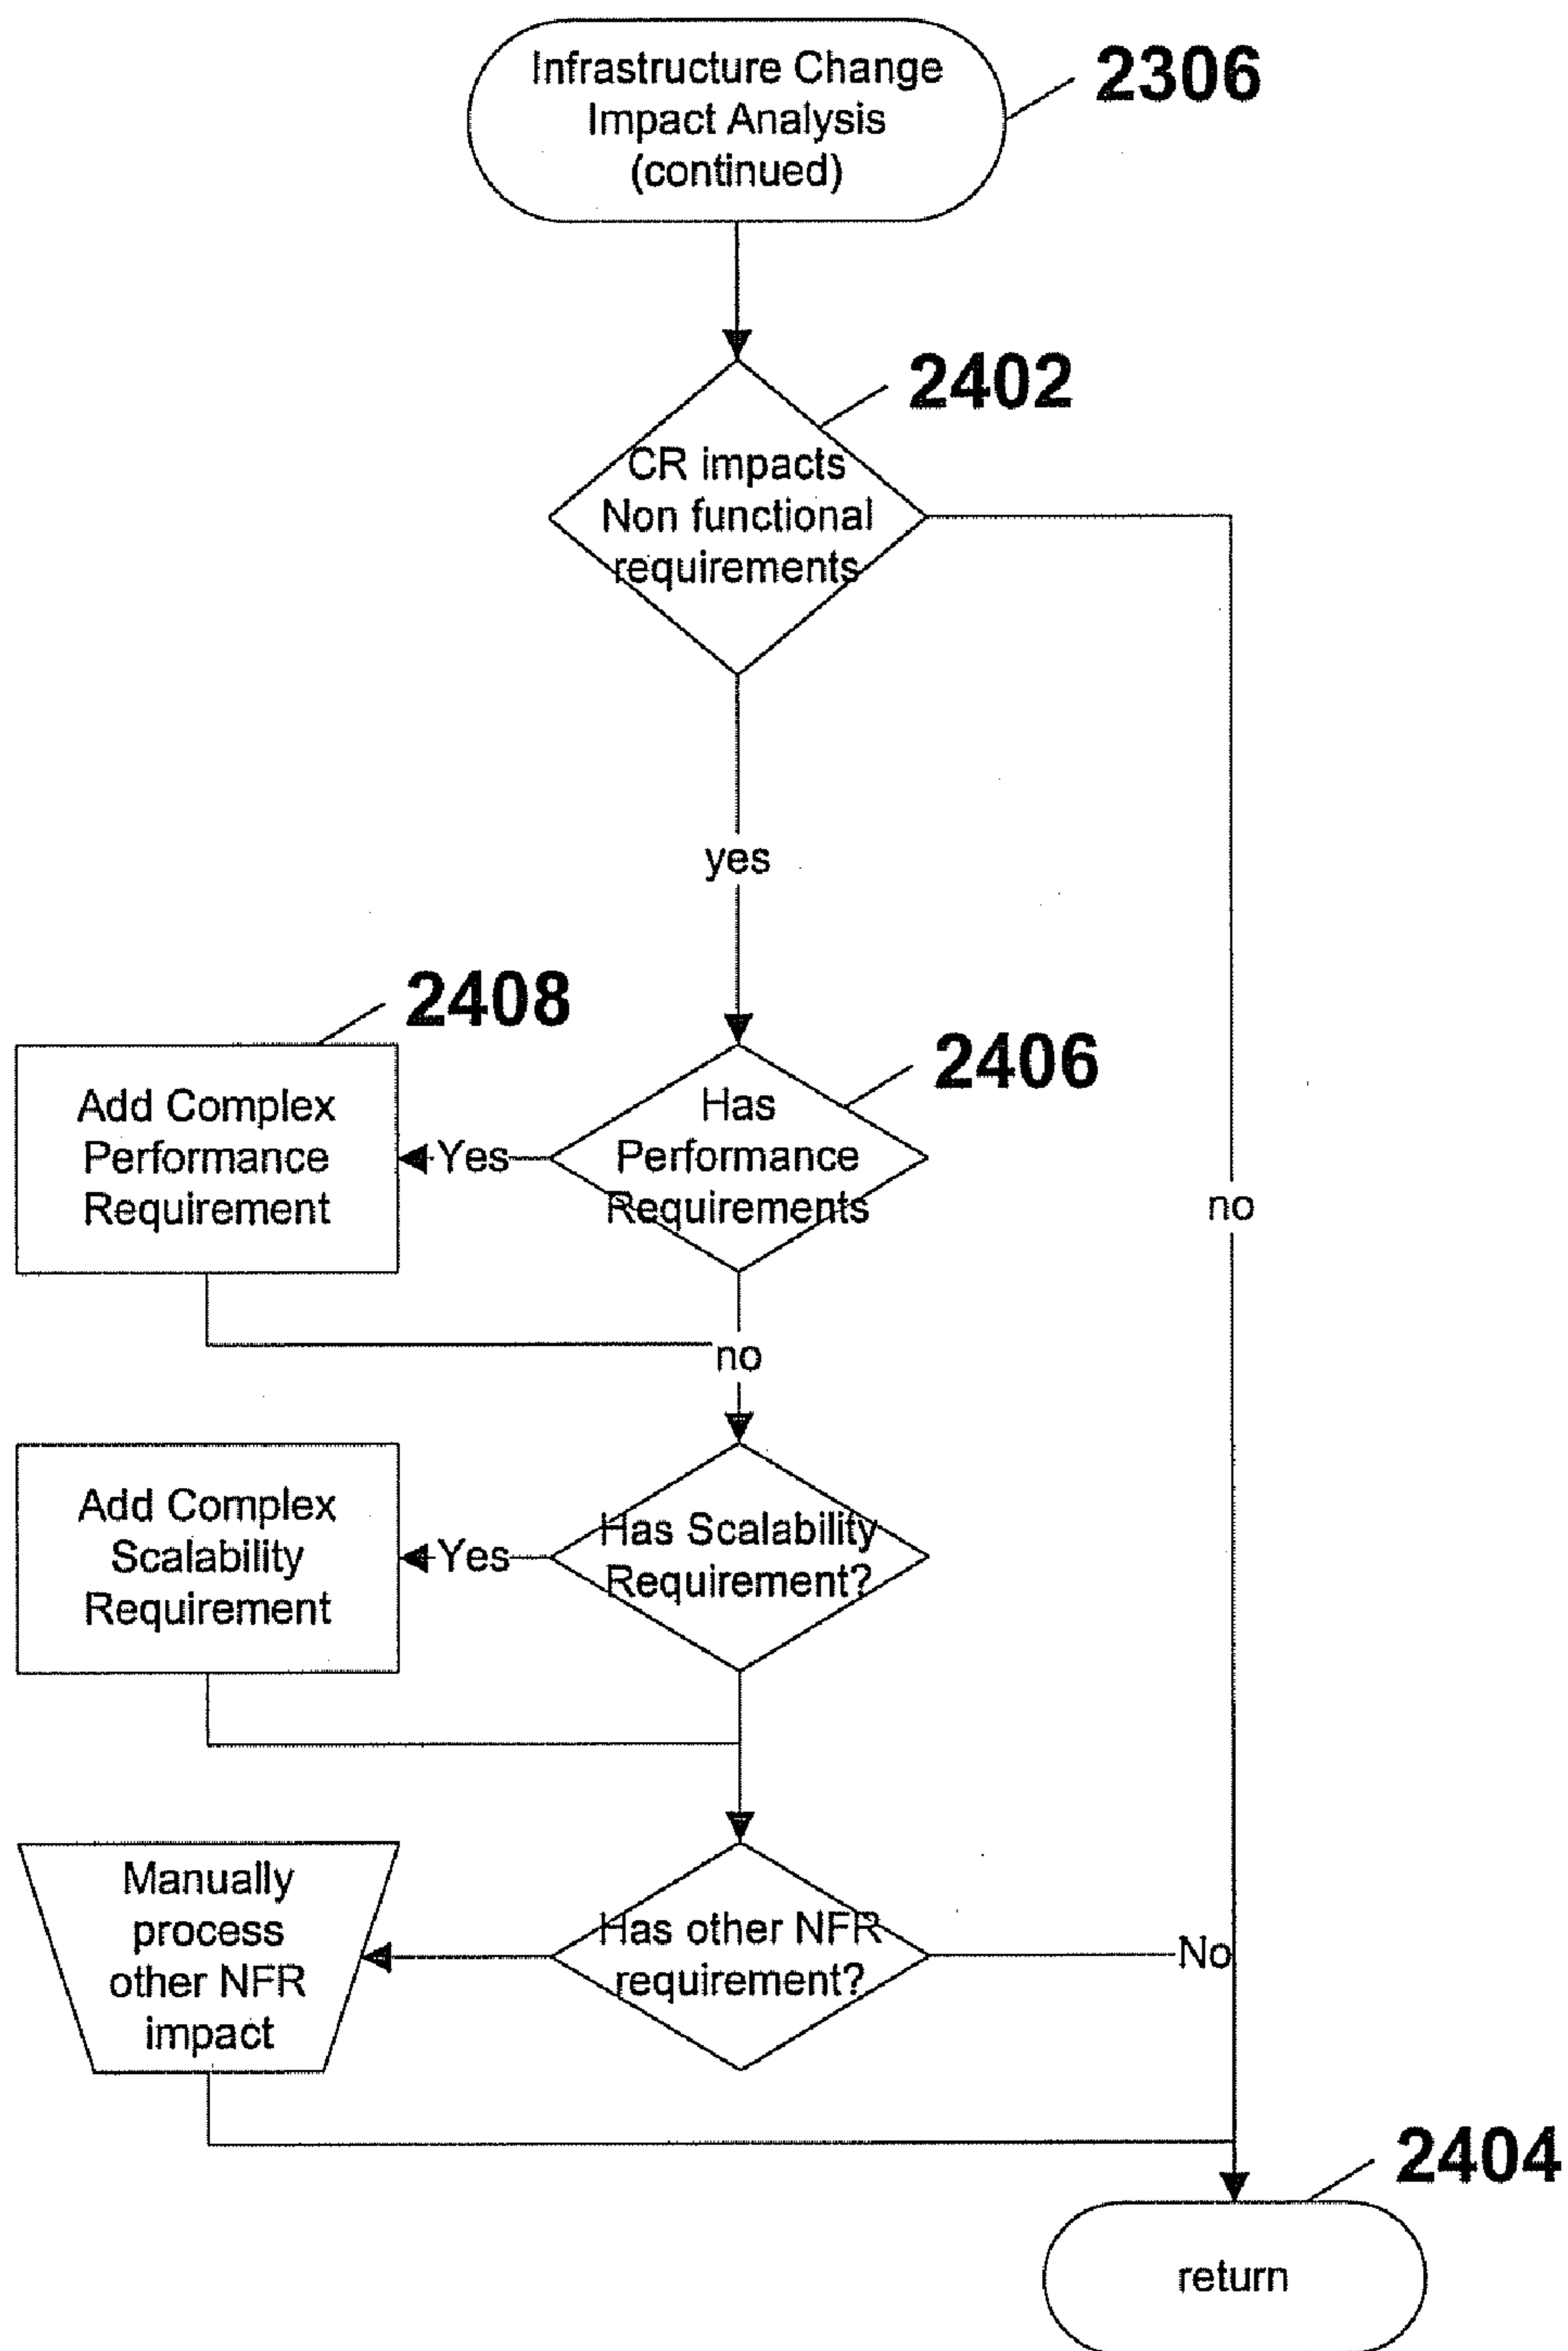 Infrastructure Change
Impact Analysis
(continued)
2306
2402
CR impacts
Non functional
requirements
yes
2408
2406
Add Complex
Performance
Requirement
Yes
Has
Performance
Requirements
no
no
Add Complex
Scalability
Requirement
Yes
Has Scalability
Requirement?
Manually
process
other NFR
impact
Has other NFR
requirement?
No
2404
return